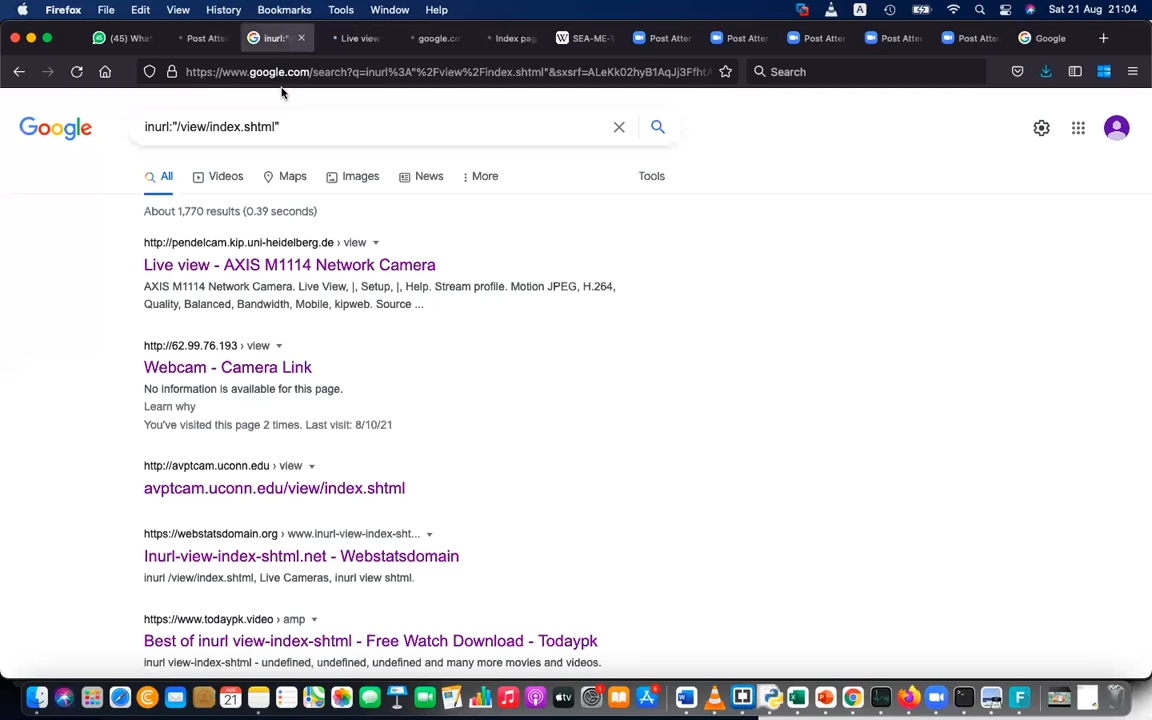 Firefox File Edit View History Bookmarks Tools Window Help A Sat 21 Aug 21:04
(45) Wha Post Atte inurl:" Live view google.co Index pa W SEA-ME- Post Atter Post Atter Post Atter Post Atter Post Atte Google
https://www.google.com/search?q=inurl%3A"%2Fview%2Findex.shtml"&sxsrf=ALeKk02hyB1AqJj3Ffht Search
Google inurl:"/view/index.shtml"
All Videos Maps Images News More Tools
About 1,770 results (0.39 seconds)
http://pendelcam.kip.uni-heidelberg.de › view
Live view - AXIS M1114 Network Camera
AXIS M1114 Network Camera. Live View, |, Setup, |, Help. Stream profile. Motion JPEG, H.264,
Quality, Balanced, Bandwidth, Mobile, kipweb. Source ...
http://62.99.76.193 › view
Webcam - Camera Link
No information is available for this page.
Learn why
You've visited this page 2 times. Last visit: 8/10/21
http://avptcam.uconn.edu › view
avptcam.uconn.edu/view/index.shtml
https://webstatsdomain.org › www.inurl-view-index-sht...
Inurl-view-index-shtml.net - Webstatsdomain
inurl /view/index.shtml, Live Cameras, inurl view shtml.
https://www.todaypk.video › amp
Best of inurl view-index-shtml - Free Watch Download - Todaypk
inurl view-index-shtml - undefined, undefined, undefined and many more movies and videos.